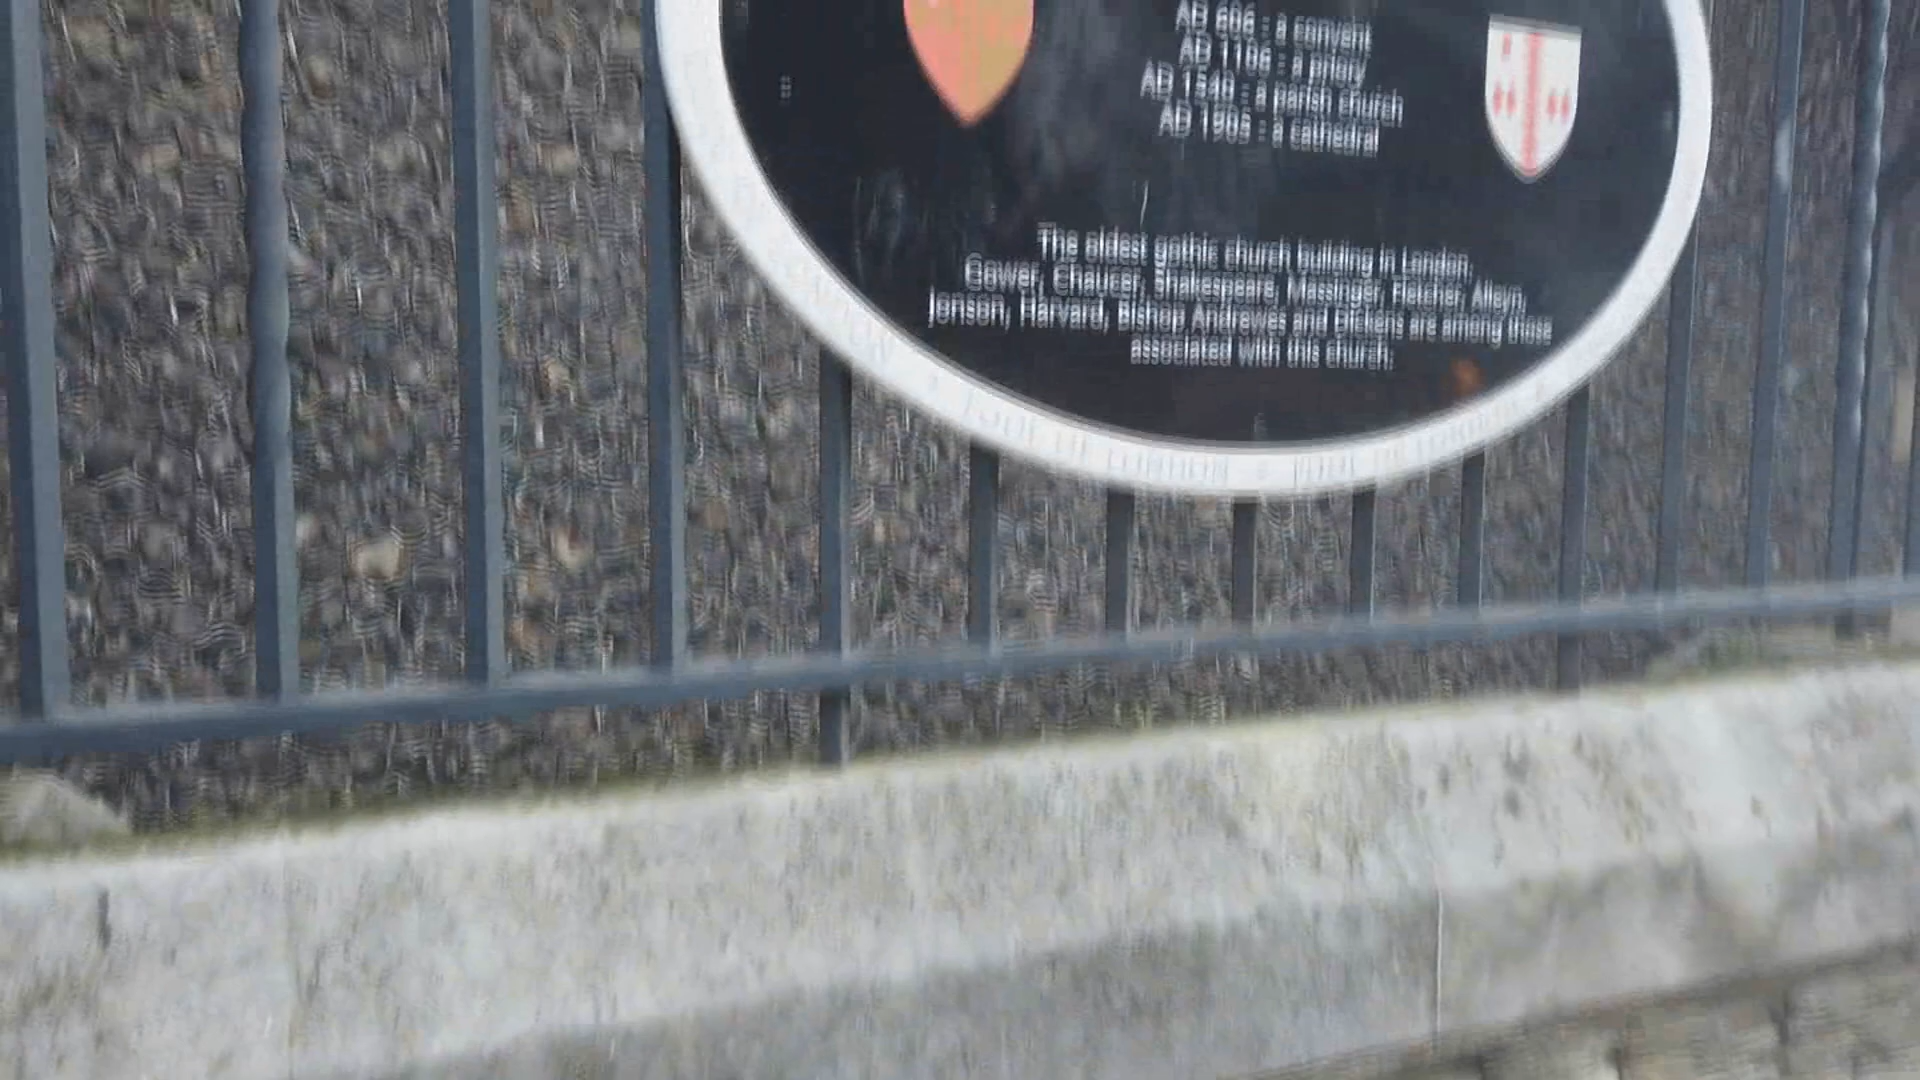 AD 606 : a convent
AD 1106 : a priory
AD 1540 : a parish church
AD 1905 : a cathedral
The oldest gothic church building in London.
Gower, Chaucer, Shakespeare, Massinger, Fletcher, Alleyn,
Jonson, Harvard, Bishop Andrewes and Dickens are among those
associated with this church.